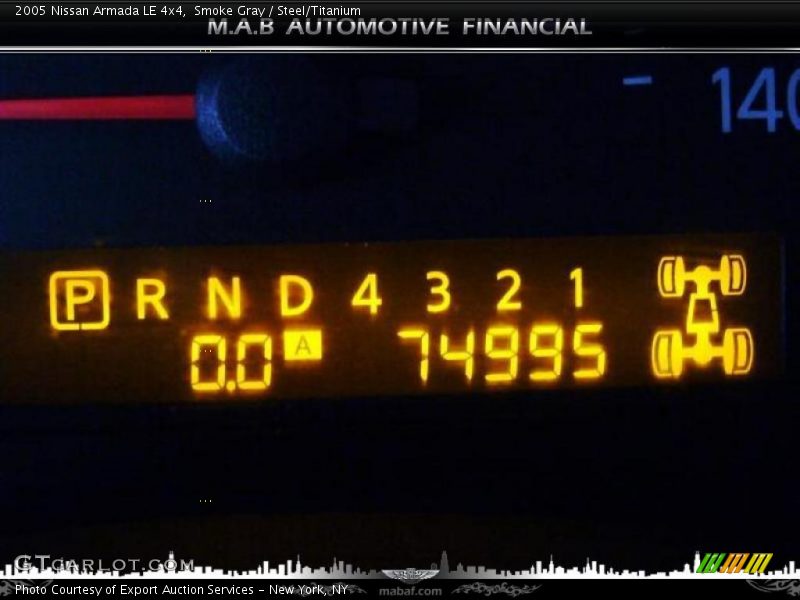 2005 Nissan Armada LE 4x4, Smoke Gray / Steel/Titanium
M.A.B AUTOMOTIVE FINANCIAL
140
P R N D 4 3 2 1
0.0 A 74995
GTCARLOT.COM
Photo Courtesy of Export Auction Services - New York, NY
mabaf.com